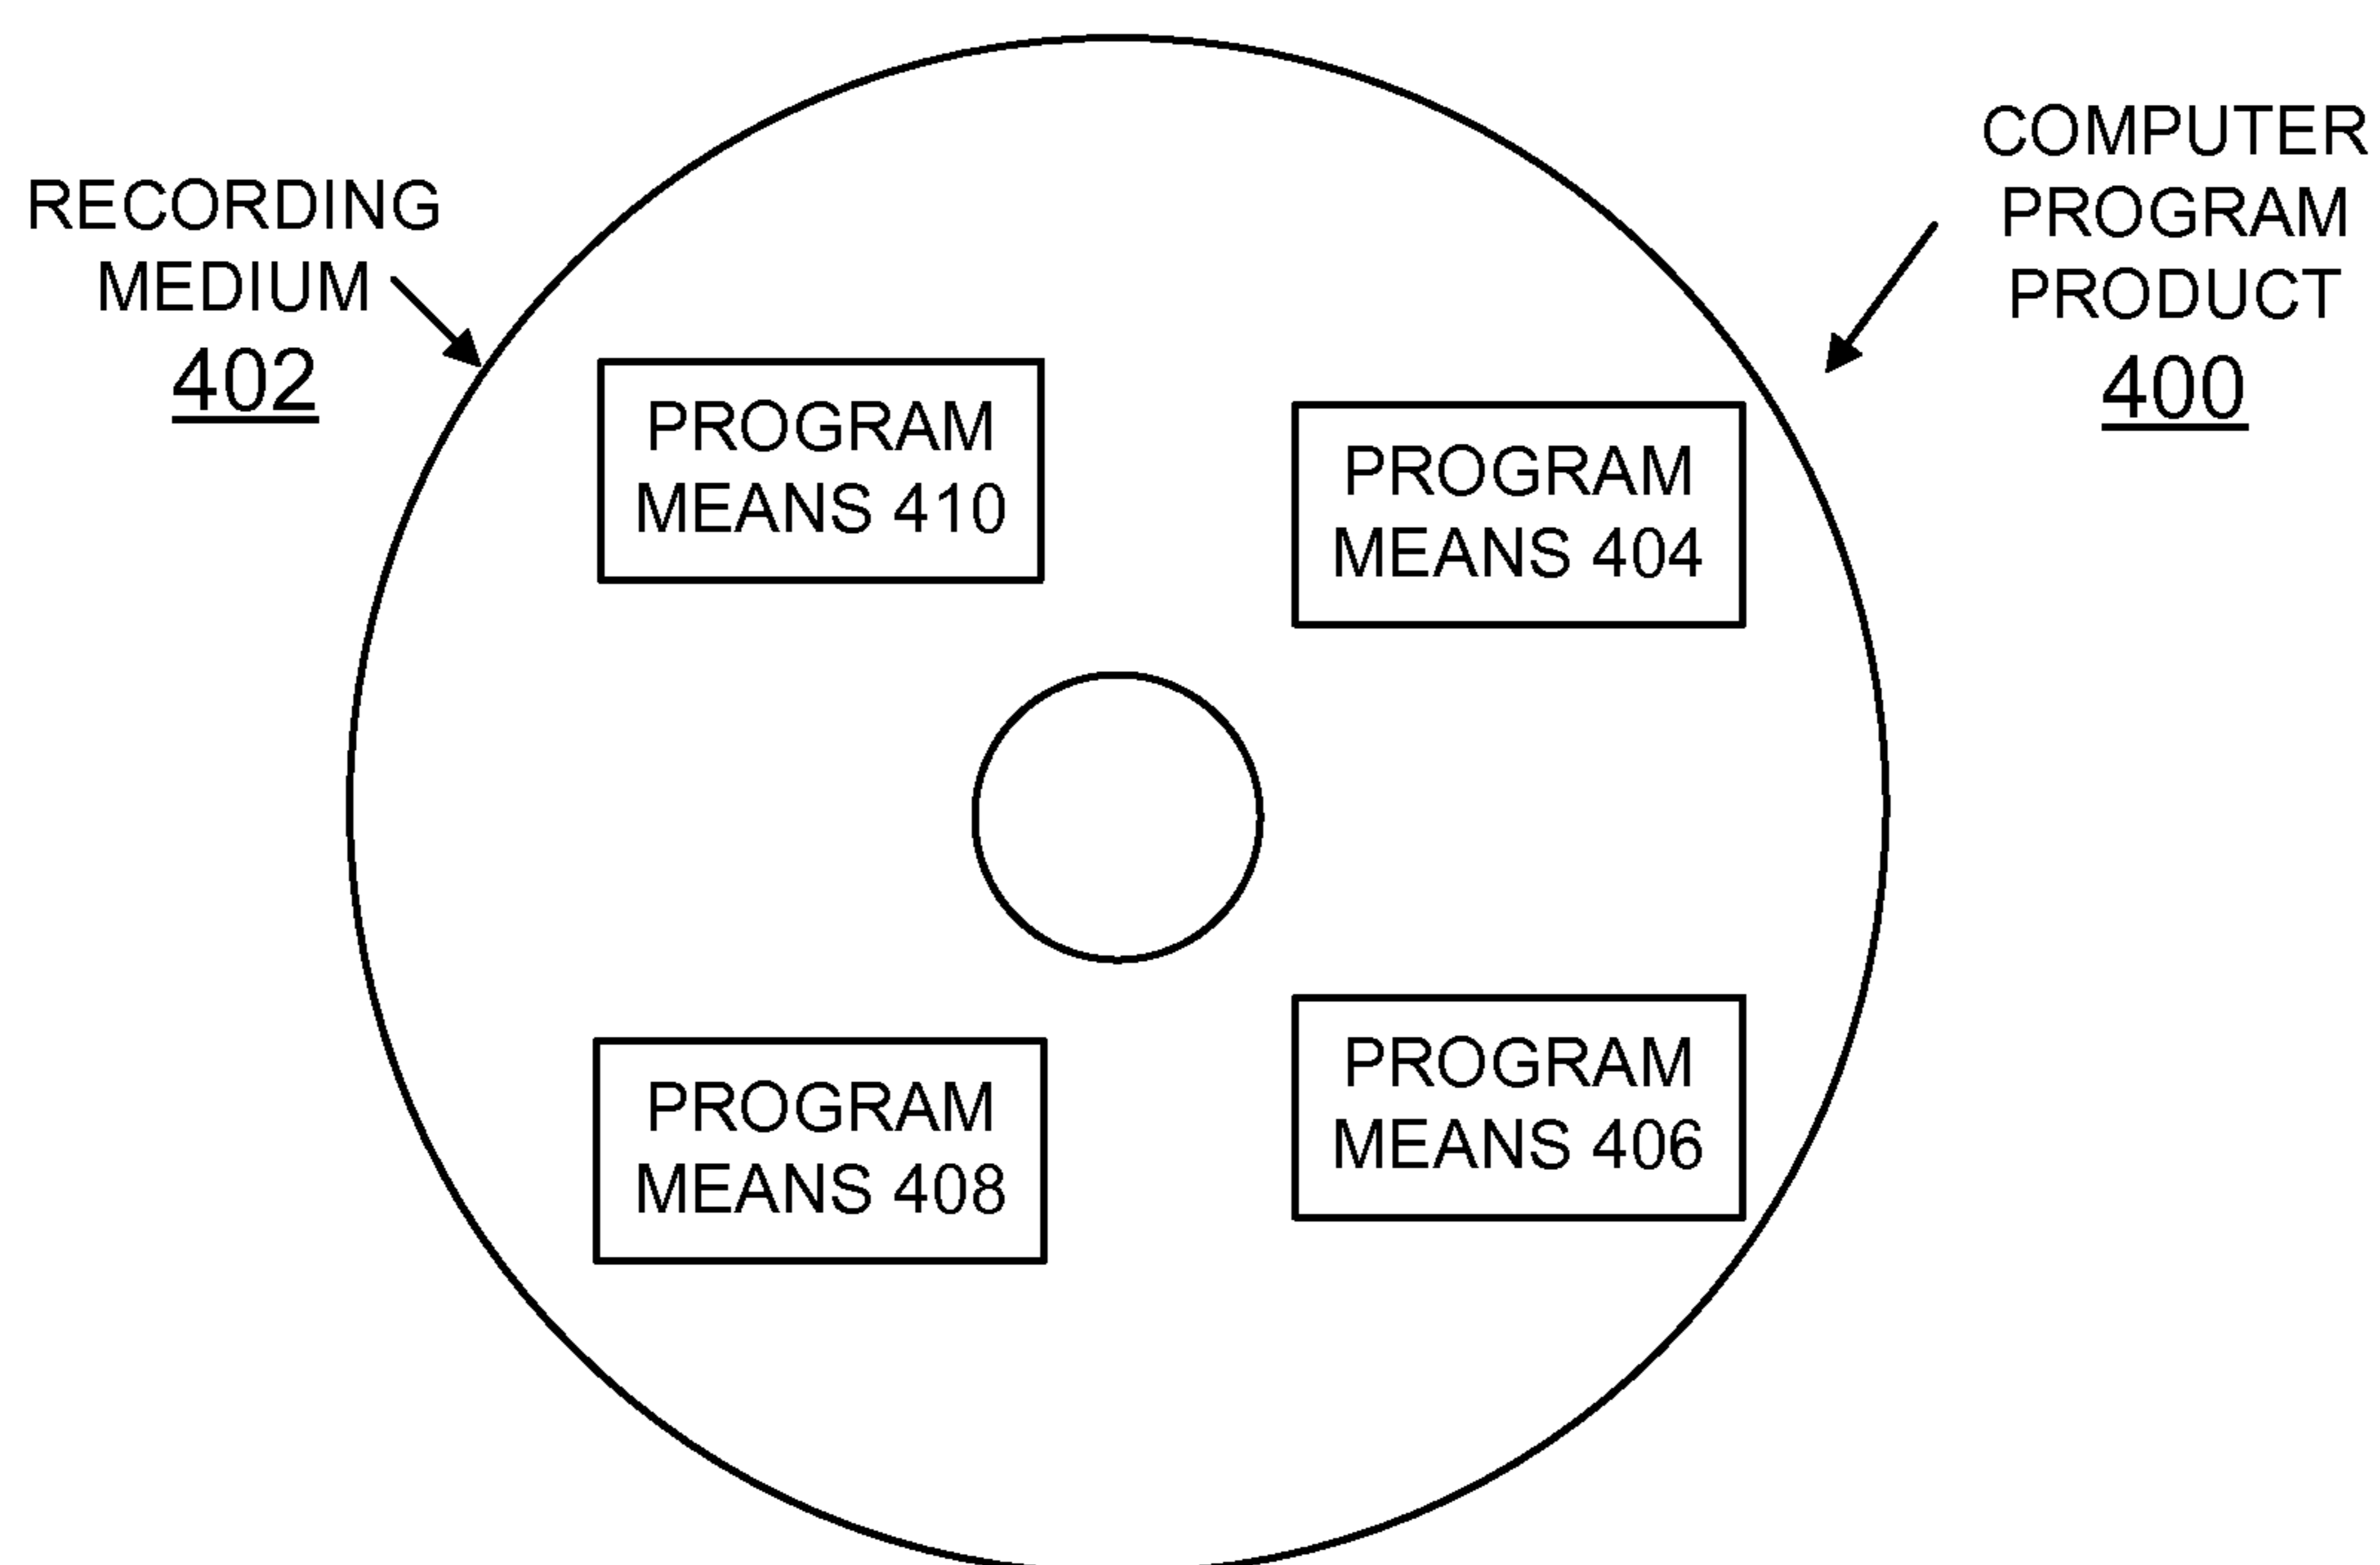 RECORDING
MEDIUM
402
COMPUTER
PROGRAM
PRODUCT
400
PROGRAM
MEANS 410
PROGRAM
MEANS 404
PROGRAM
MEANS 408
PROGRAM
MEANS 406